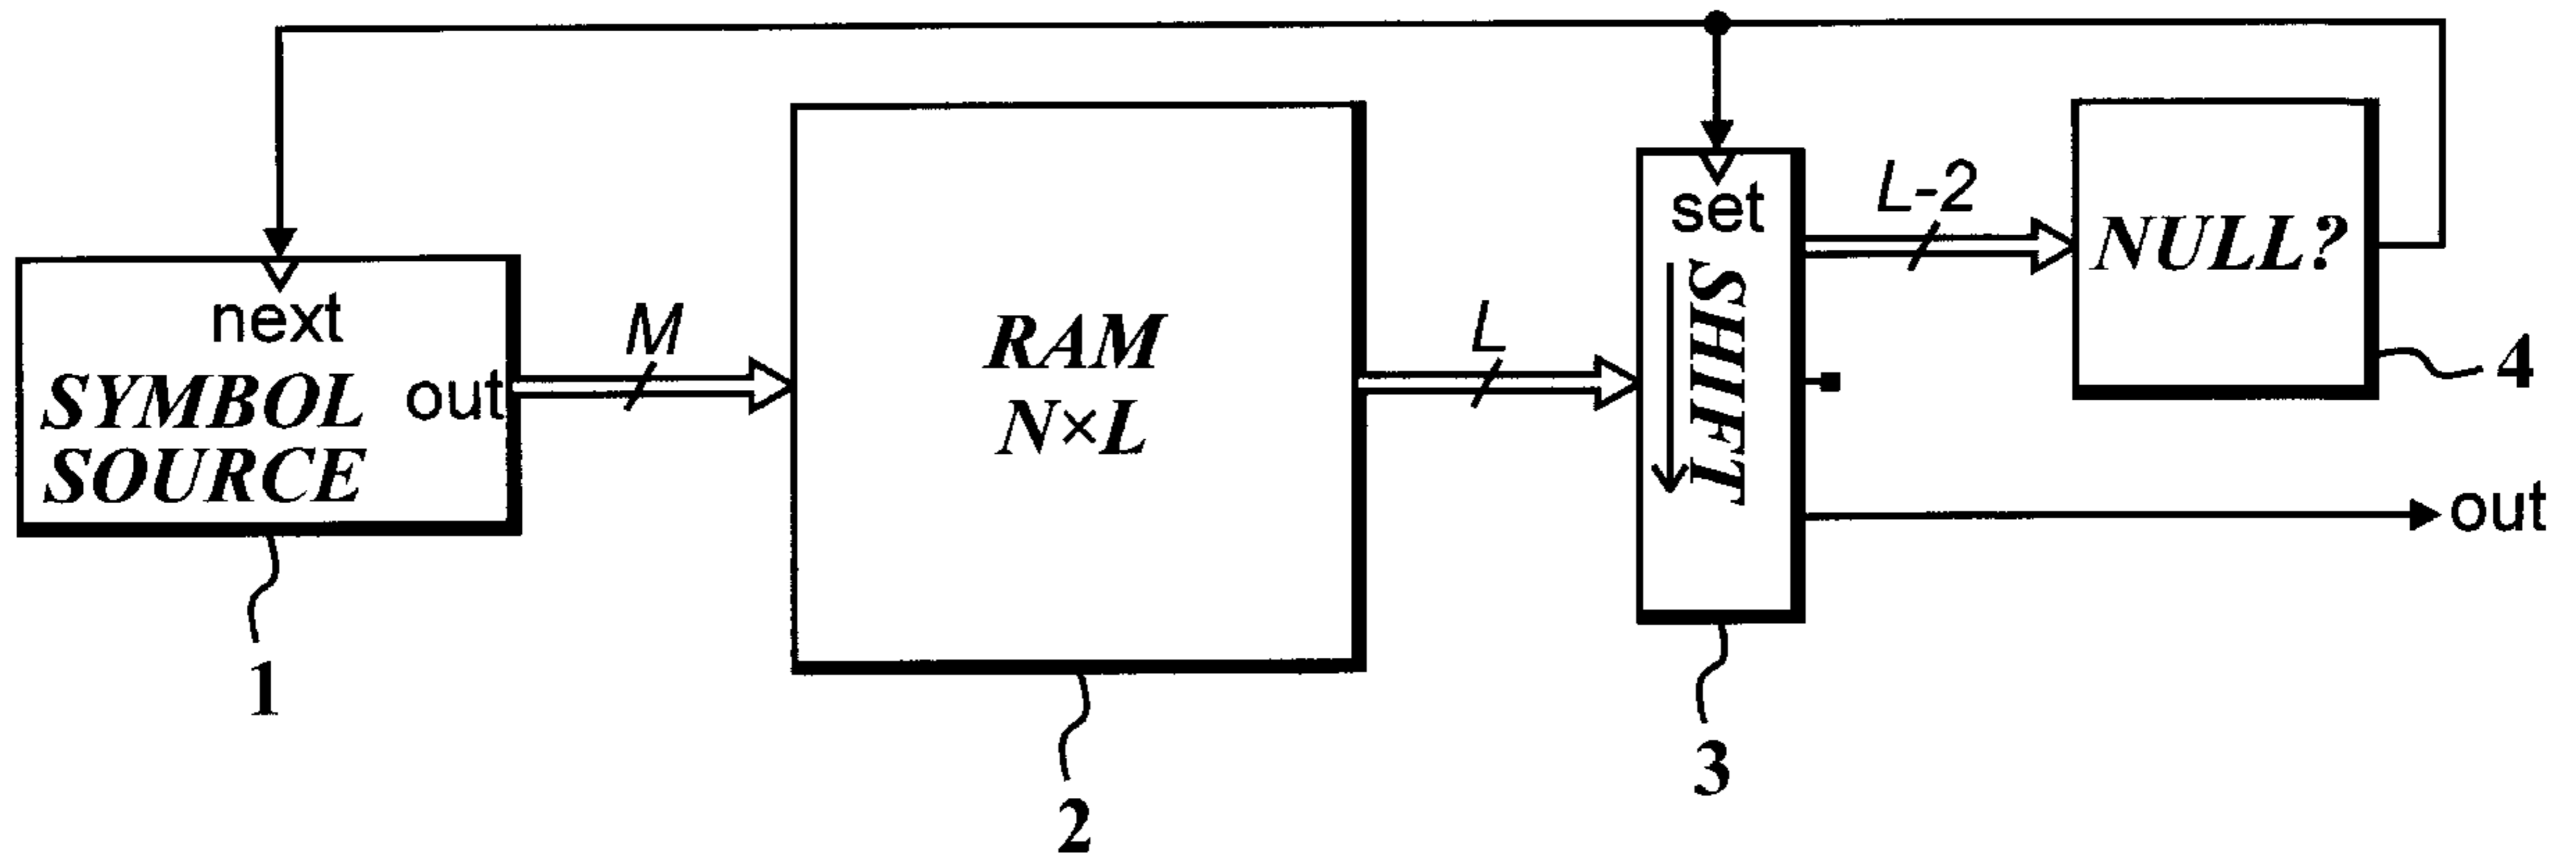 next
SYMBOL
out
SOURCE
1
M
RAM
N×L
2
L
set
SHIFT
3
L-2
NULL?
4
out